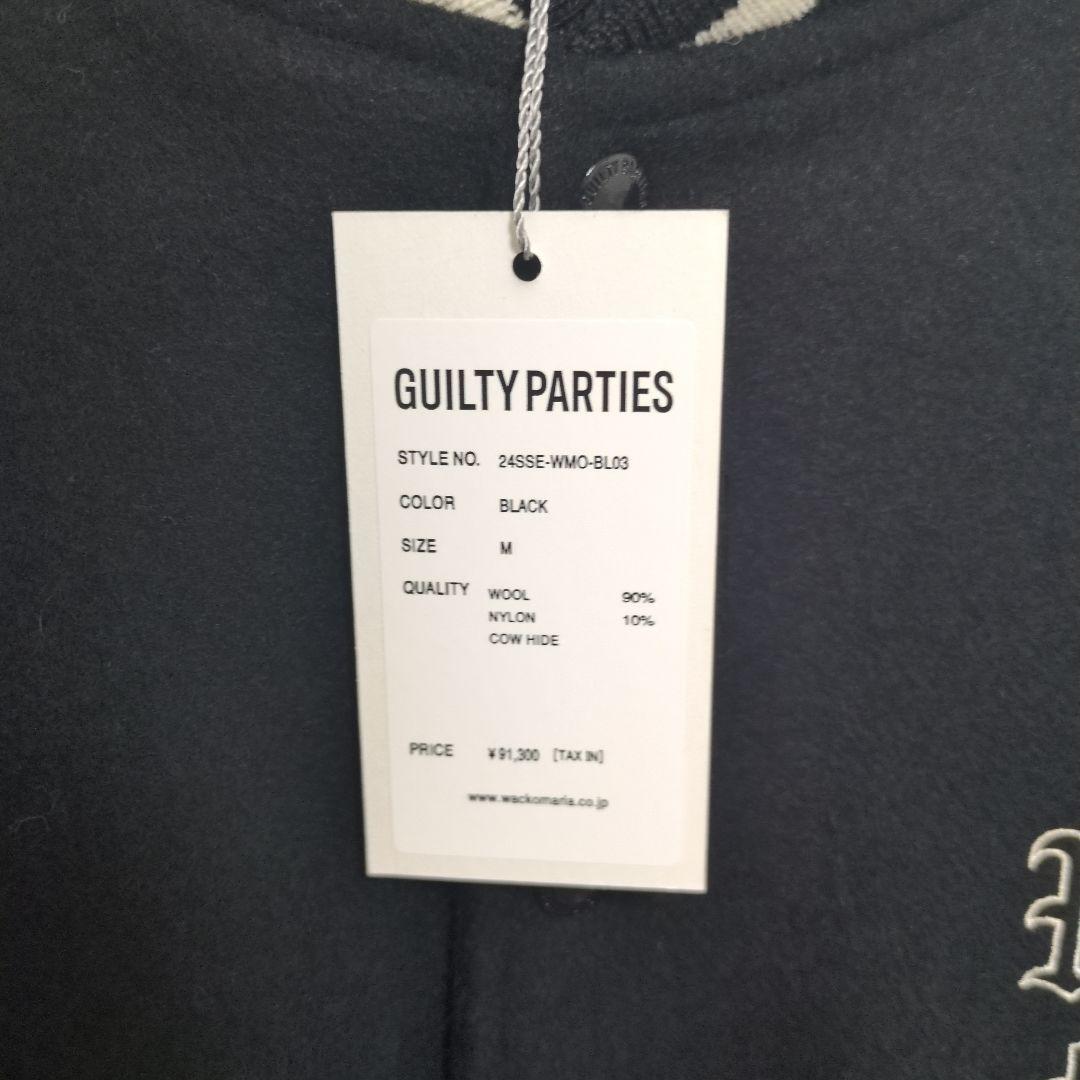 GUILTY PARTIES
STYLE NO. 24SSE-WMO-BL03
COLOR BLACK
SIZE M
QUALITY WOOL 90%
NYLON 10%
COW HIDE
PRICE ¥91,300 [TAX IN]
www.wackomaria.co.jp